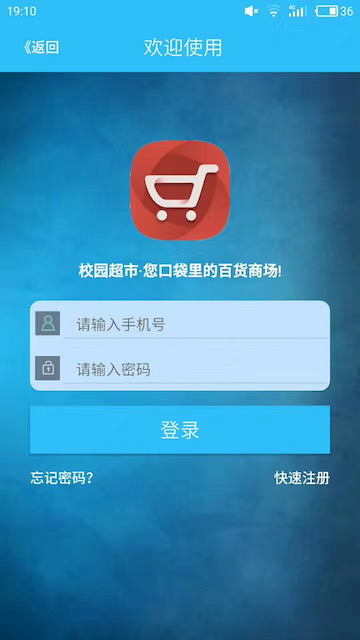 19:10
4G
36
《返回
欢迎使用
校园超市·您口袋里的百货商场!
请输入手机号
请输入密码
登录
忘记密码？
快速注册